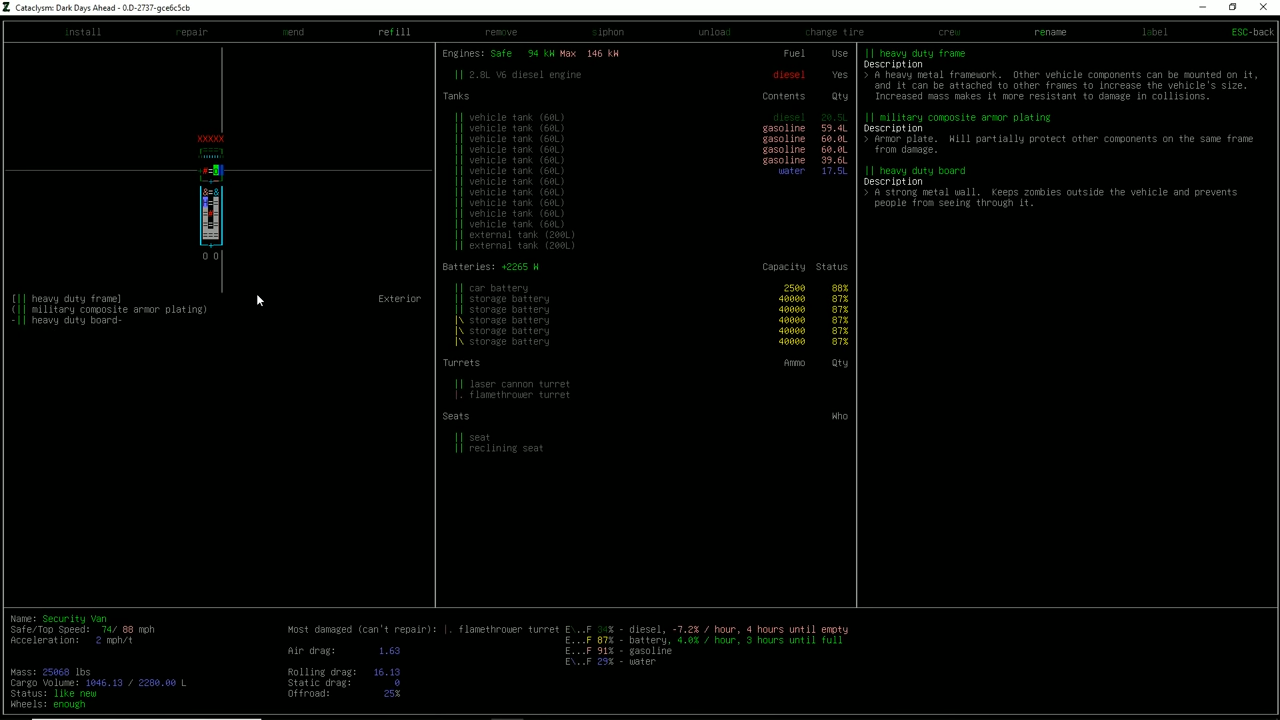 Cataclysm: Dark Days Ahead - 0.D-2737-gce6c5cb
install repair mend refill remove siphon unload change tire crew rename label ESC-back
Engines: Safe 94 kW Max 146 kW Fuel Use
|| 2.8L V6 diesel engine diesel Yes
Tanks Contents Qty
|| vehicle tank (60L) diesel 20.5L
|| vehicle tank (60L) gasoline 59.4L
|| vehicle tank (60L) gasoline 60.0L
|| vehicle tank (60L) gasoline 60.0L
|| vehicle tank (60L) gasoline 39.6L
|| vehicle tank (60L) water 17.5L
|| vehicle tank (60L)
|| vehicle tank (60L)
|| vehicle tank (60L)
|| vehicle tank (60L)
|| vehicle tank (60L)
|| external tank (200L)
|| external tank (200L)
Batteries: +2265 W Capacity Status
|| car battery 2500 88%
|| storage battery 40000 87%
|| storage battery 40000 87%
|\ storage battery 40000 87%
|\ storage battery 40000 87%
|\ storage battery 40000 87%
Turrets Ammo Qty
|| laser cannon turret
|. flamethrower turret
Seats Who
|| seat
|| reclining seat
|| heavy duty frame
Description
> A heavy metal framework. Other vehicle components can be mounted on it,
and it can be attached to other frames to increase the vehicle's size.
Increased mass makes it more resistant to damage in collisions.
|| military composite armor plating
Description
> Armor plate. Will partially protect other components on the same frame
from damage.
|| heavy duty board
Description
> A strong metal wall. Keeps zombies outside the vehicle and prevents
people from seeing through it.
XXXXX
[|| heavy duty frame] Exterior
(|| military composite armor plating)
-|| heavy duty board-
Name: Security Van
Safe/Top Speed: 74/ 88 mph
Acceleration: 2 mph/t
Mass: 25068 lbs
Cargo Volume: 1046.13 / 2280.00 L
Status: like new
Wheels: enough
Most damaged (can't repair): |. flamethrower turret
Air drag: 1.63
Rolling drag: 16.13
Static drag: 0
Offroad: 25%
E\..F % - diesel, -7.2% / hour, 4 hours until empty
E...F 87% - battery, 4.0% / hour, 3 hours until full
E...F 91% - gasoline
E\..F 29% - water